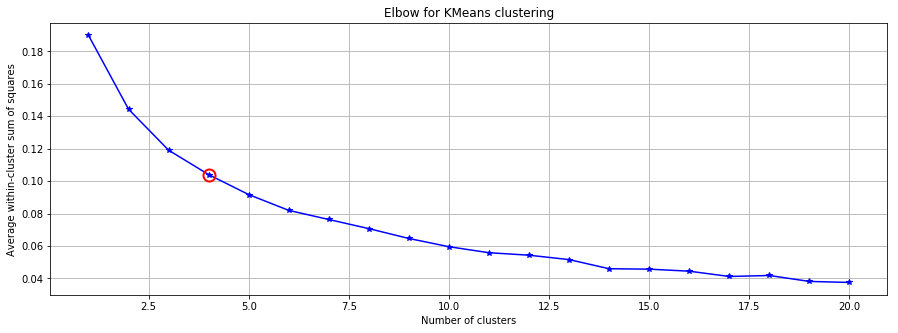 Elbow for KMeans clustering
Average within-cluster sum of squares
0.18
0.16
0.14
0.12
0.10
0.08
0.06
0.04
2.5 5.0 7.5 10.0 12.5 15.0 17.5 20.0
Number of clusters